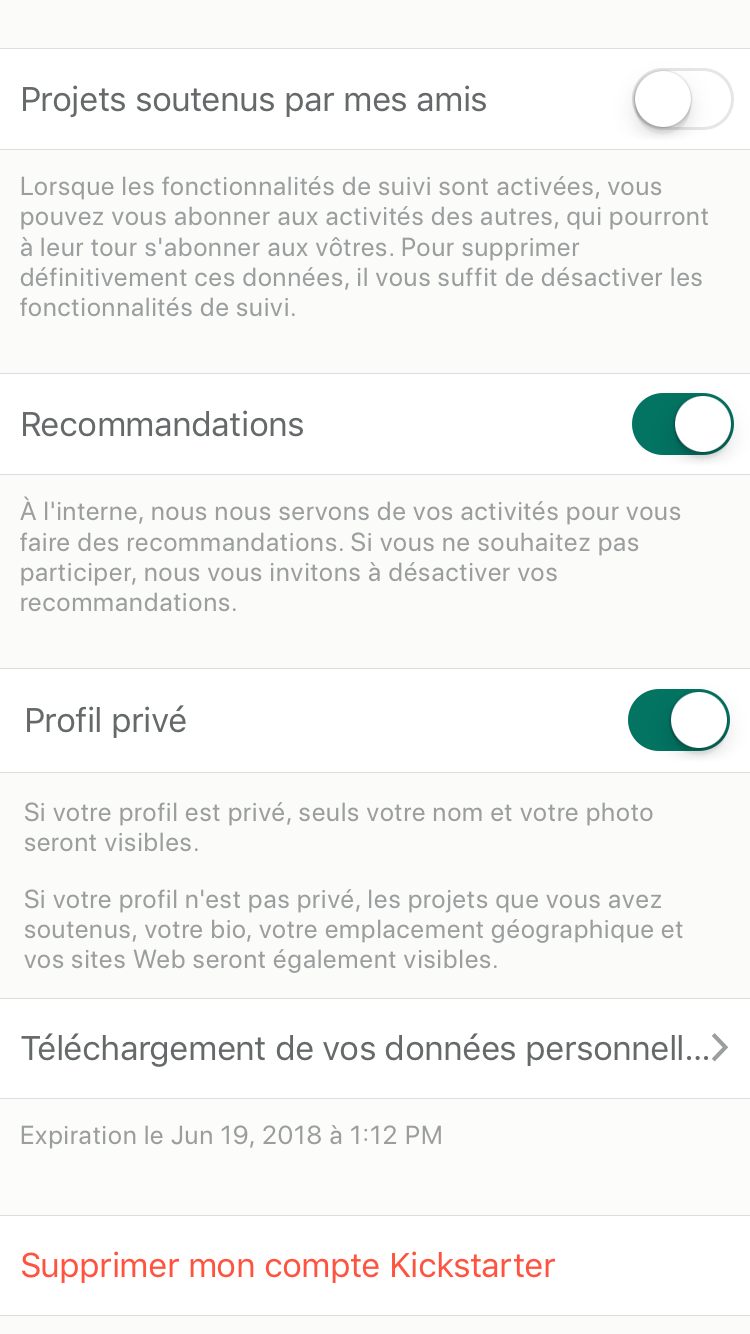 Projets soutenus par mes amis
Lorsque les fonctionnalités de suivi sont activées, vous
pouvez vous abonner aux activités des autres, qui pourront
à leur tour s'abonner aux vôtres. Pour supprimer
définitivement ces données, il vous suffit de désactiver les
fonctionnalités de suivi.
Recommandations
À l'interne, nous nous servons de vos activités pour vous
faire des recommandations. Si vous ne souhaitez pas
participer, nous vous invitons à désactiver vos
recommandations.
Profil privé
Si votre profil est privé, seuls votre nom et votre photo
seront visibles.
Si votre profil n'est pas privé, les projets que vous avez
soutenus, votre bio, votre emplacement géographique et
vos sites Web seront également visibles.
Téléchargement de vos données personnell...
Expiration le Jun 19, 2018 à 1:12 PM
Supprimer mon compte Kickstarter